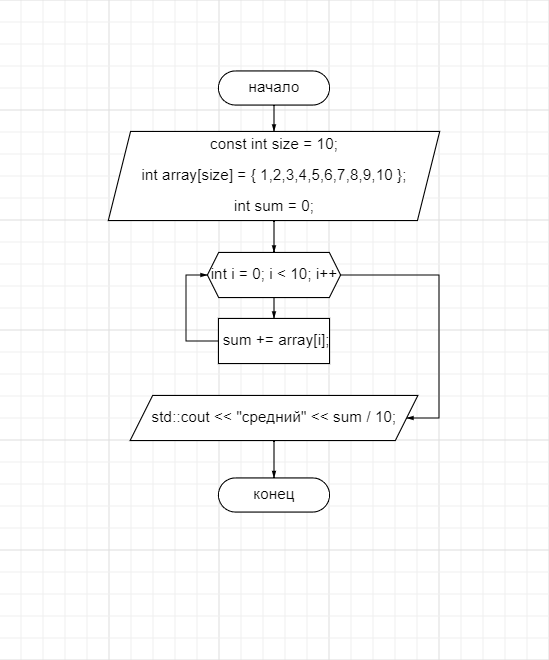 начало
const int size = 10;
int array[size] = { 1,2,3,4,5,6,7,8,9,10 };
int sum = 0;
int i = 0; i < 10; i++
sum += array[i];
std::cout << "средний" << sum / 10;
конец